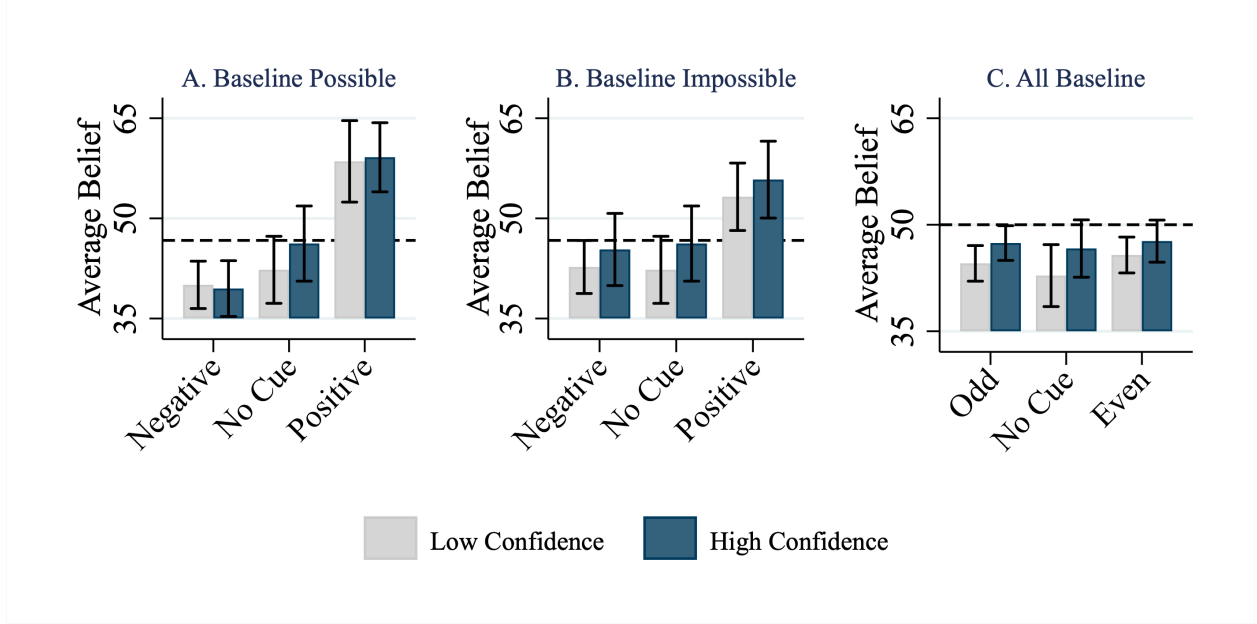 A. Baseline Possible
Average Belief
65
50
35
Negative
No Cue
Positive
B. Baseline Impossible
Average Belief
65
50
35
Negative
No Cue
Positive
C. All Baseline
Average Belief
65
50
35
Odd
No Cue
Even
Low Confidence
High Confidence